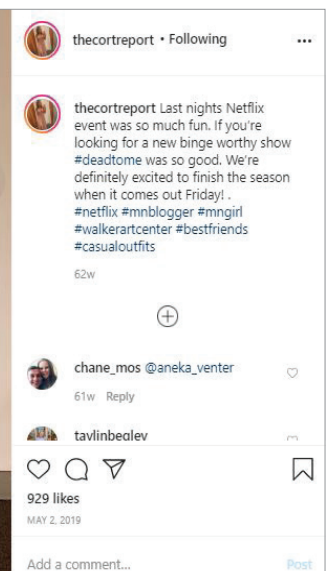 thecortreport • Following
...
thecortreport Last nights Netflix
event was so much fun. If you're
looking for a new binge worthy show
#deadtome was so good. We're
definitely excited to finish the season
when it comes out Friday! .
#netflix #mnblogger #mngirl
#walkerartcenter #bestfriends
#casualoutfits
62w
chane_mos @aneka_venter
61w Reply
taylinbegley
929 likes
MAY 2, 2019
Add a comment...
Post